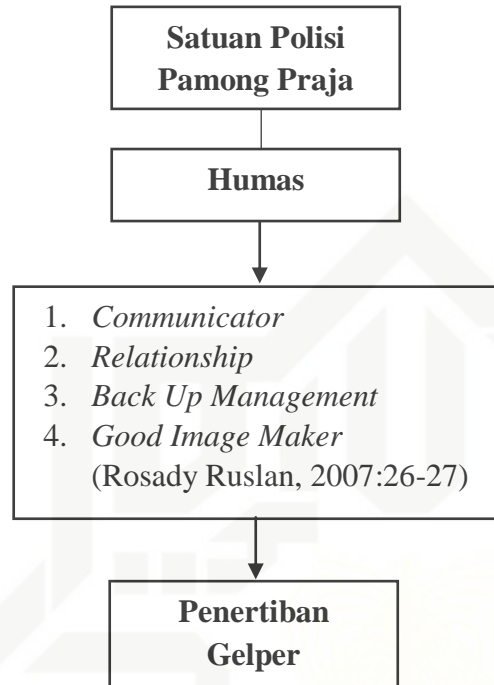 Satuan Polisi
Pamong Praja
Humas
1. Communicator
2. Relationship
3. Back Up Management
4. Good Image Maker
(Rosady Ruslan, 2007:26-27)
Penertiban
Gelper